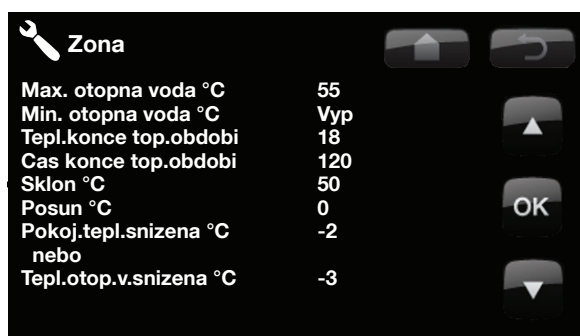 Zona
Max. otopna voda °C 55
Min. otopna voda °C Vyp
Tepl.konce top.obdobi 18
Cas konce top.obdobi 120
Sklon °C 50
Posun °C 0
Pokoj.tepl.snizena °C -2
nebo
Tepl.otop.v.snizena °C -3
OK